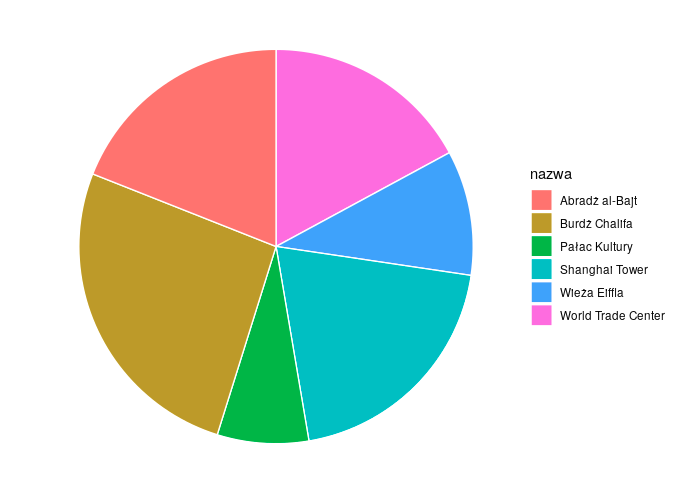 nazwa
Abradż al-Bajt
Burdż Chalifa
Pałac Kultury
Shanghai Tower
Wieża Eiffla
World Trade Center